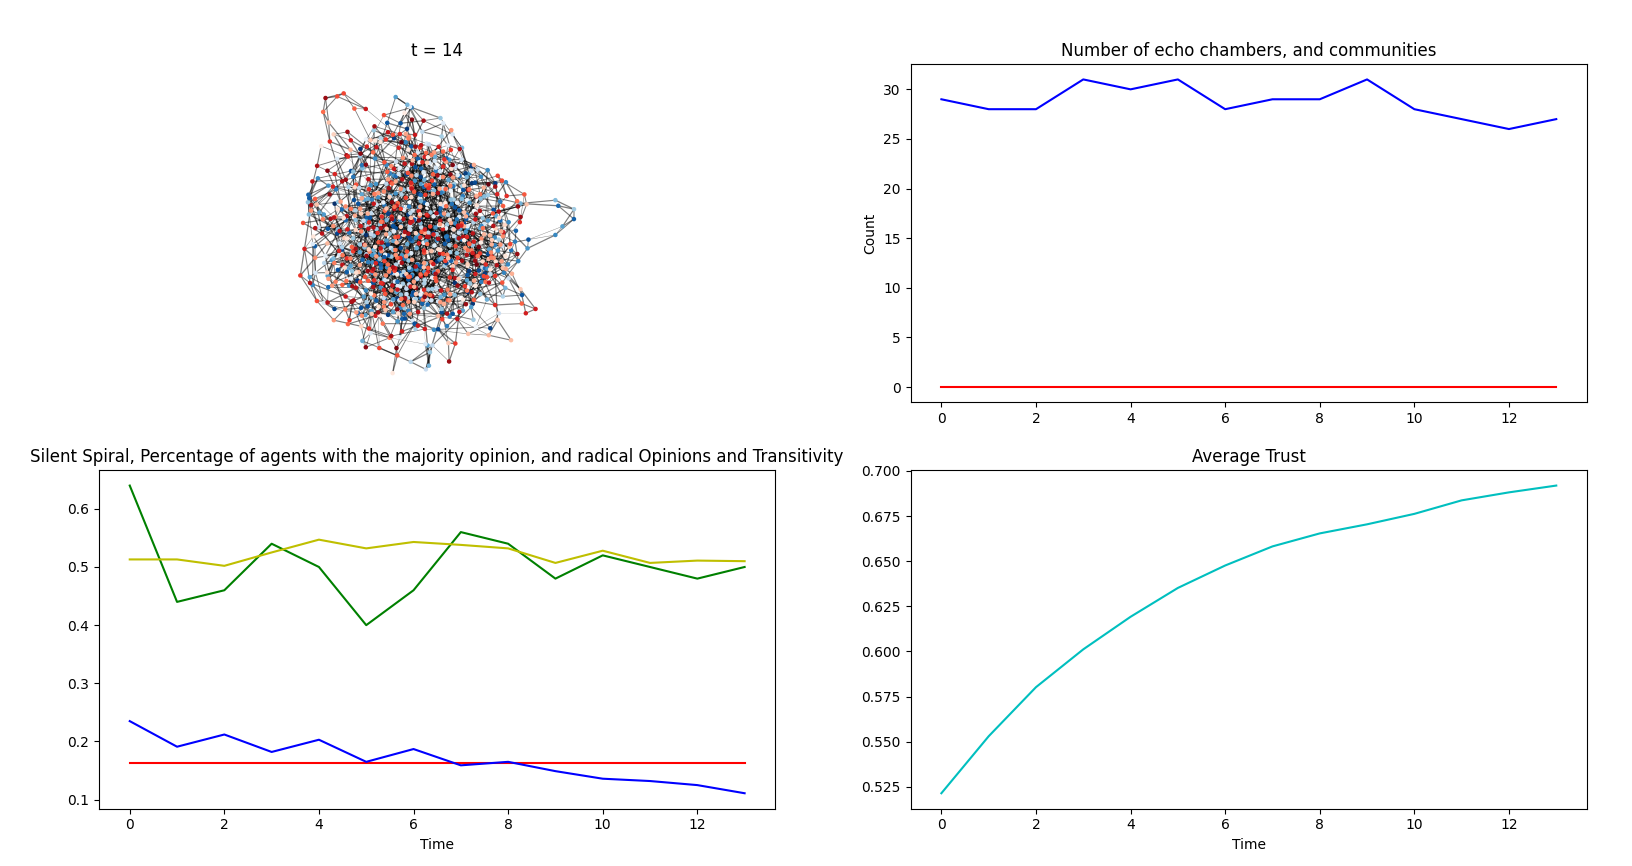 t = 14
Number of echo chambers, and communities
30
25
20
15
10
5
0
Count
0 2 4 6 8 10 12
Silent Spiral, Percentage of agents with the majority opinion, and radical Opinions and Transitivity
0.6
0.5
0.4
0.3
0.2
0.1
0 2 4 6 8 10 12
Time
Average Trust
0.700
0.675
0.650
0.625
0.600
0.575
0.550
0.525
0 2 4 6 8 10 12
Time